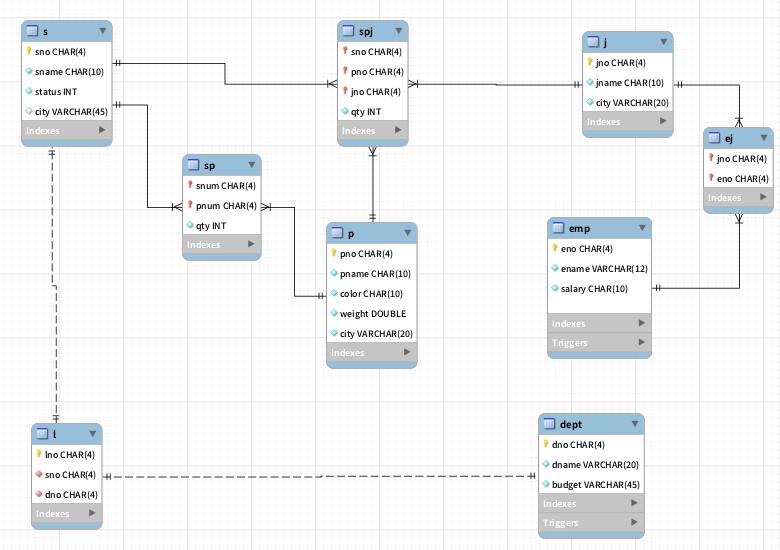 s
sno CHAR(4)
sname CHAR(10)
status INT
city VARCHAR(45)
Indexes
spj
sno CHAR(4)
pno CHAR(4)
jno CHAR(4)
qty INT
Indexes
j
jno CHAR(4)
jname CHAR(10)
city VARCHAR(20)
Indexes
ej
jno CHAR(4)
eno CHAR(4)
Indexes
sp
snum CHAR(4)
pnum CHAR(4)
qty INT
Indexes
p
pno CHAR(4)
pname CHAR(10)
color CHAR(10)
weight DOUBLE
city VARCHAR(20)
Indexes
emp
eno CHAR(4)
ename VARCHAR(12)
salary CHAR(10)
Indexes
Triggers
l
lno CHAR(4)
sno CHAR(4)
dno CHAR(4)
Indexes
dept
dno CHAR(4)
dname VARCHAR(20)
budget VARCHAR(45)
Indexes
Triggers